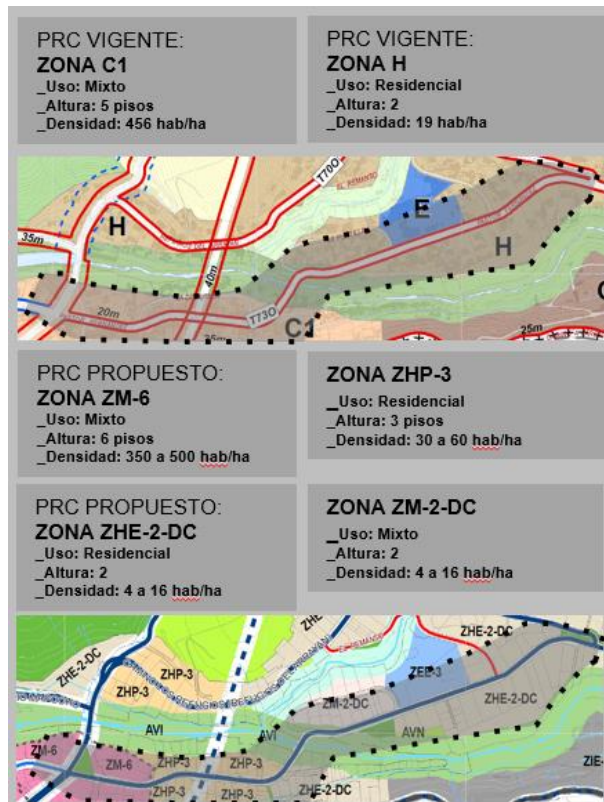 PRC VIGENTE:
ZONA C1
_Uso: Mixto
_Altura: 5 pisos
_Densidad: 456 hab/ha
PRC VIGENTE:
ZONA H
_Uso: Residencial
_Altura: 2
_Densidad: 19 hab/ha
T70O
EL REMANSO
E
H
35m
40m
H
20m
T73O
C1
25m
PRC PROPUESTO:
ZONA ZM-6
_Uso: Mixto
_Altura: 6 pisos
_Densidad: 350 a 500 hab/ha
ZONA ZHP-3
_Uso: Residencial
_Altura: 3 pisos
_Densidad: 30 a 60 hab/ha
PRC PROPUESTO:
ZONA ZHE-2-DC
_Uso: Residencial
_Altura: 2
_Densidad: 4 a 16 hab/ha
ZONA ZM-2-DC
_Uso: Mixto
_Altura: 2
_Densidad: 4 a 16 hab/ha
ZHE-2-DC
EL REMANSO
ZHE-2-DC
ZHP-3
ZHP-3
ZEE-3
ZM-2-DC
ZHE-2-DC
AVI
AVI
AVN
ZM-6
ZM-6
ZHP-3
ZHP-3
ZHP-3
ZHP-3
ZHE-2-DC